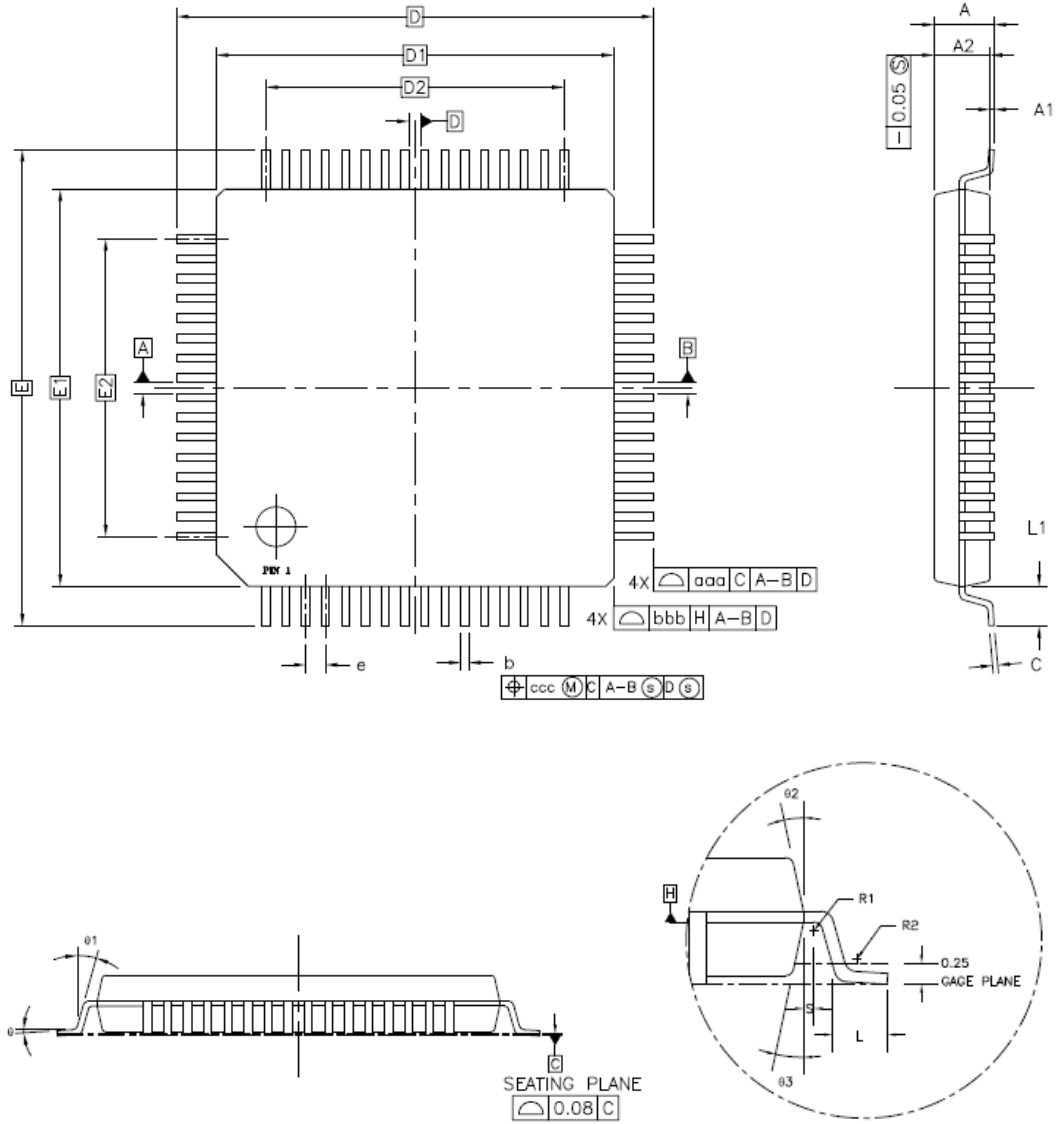 D
D1
D2
D
A
A2
0.05 S
A1
E
E1
E2
A
B
PIN 1
4X aaa C A-B D
4X bbb H A-B D
e
b
ccc M C A-B S D S
L1
C
θ2
H
R1
R2
0.25
GAGE PLANE
S
L
θ3
θ1
θ
C
SEATING PLANE
0.08 C